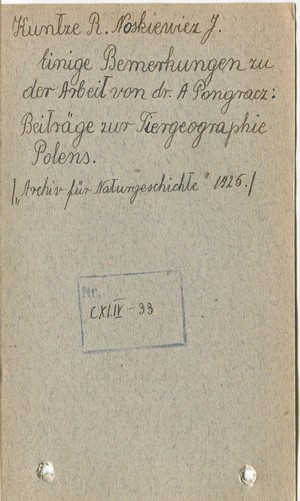 Kuntze R. Noskiewicz J.
Einige Bemerkungen zu
der Arbeit von dr. A Pongracz:
Beiträge zur Tiergeographie
Polens.
/„Archiv für Naturgeschichte" 1926./
Nr.
CXLIV - 33